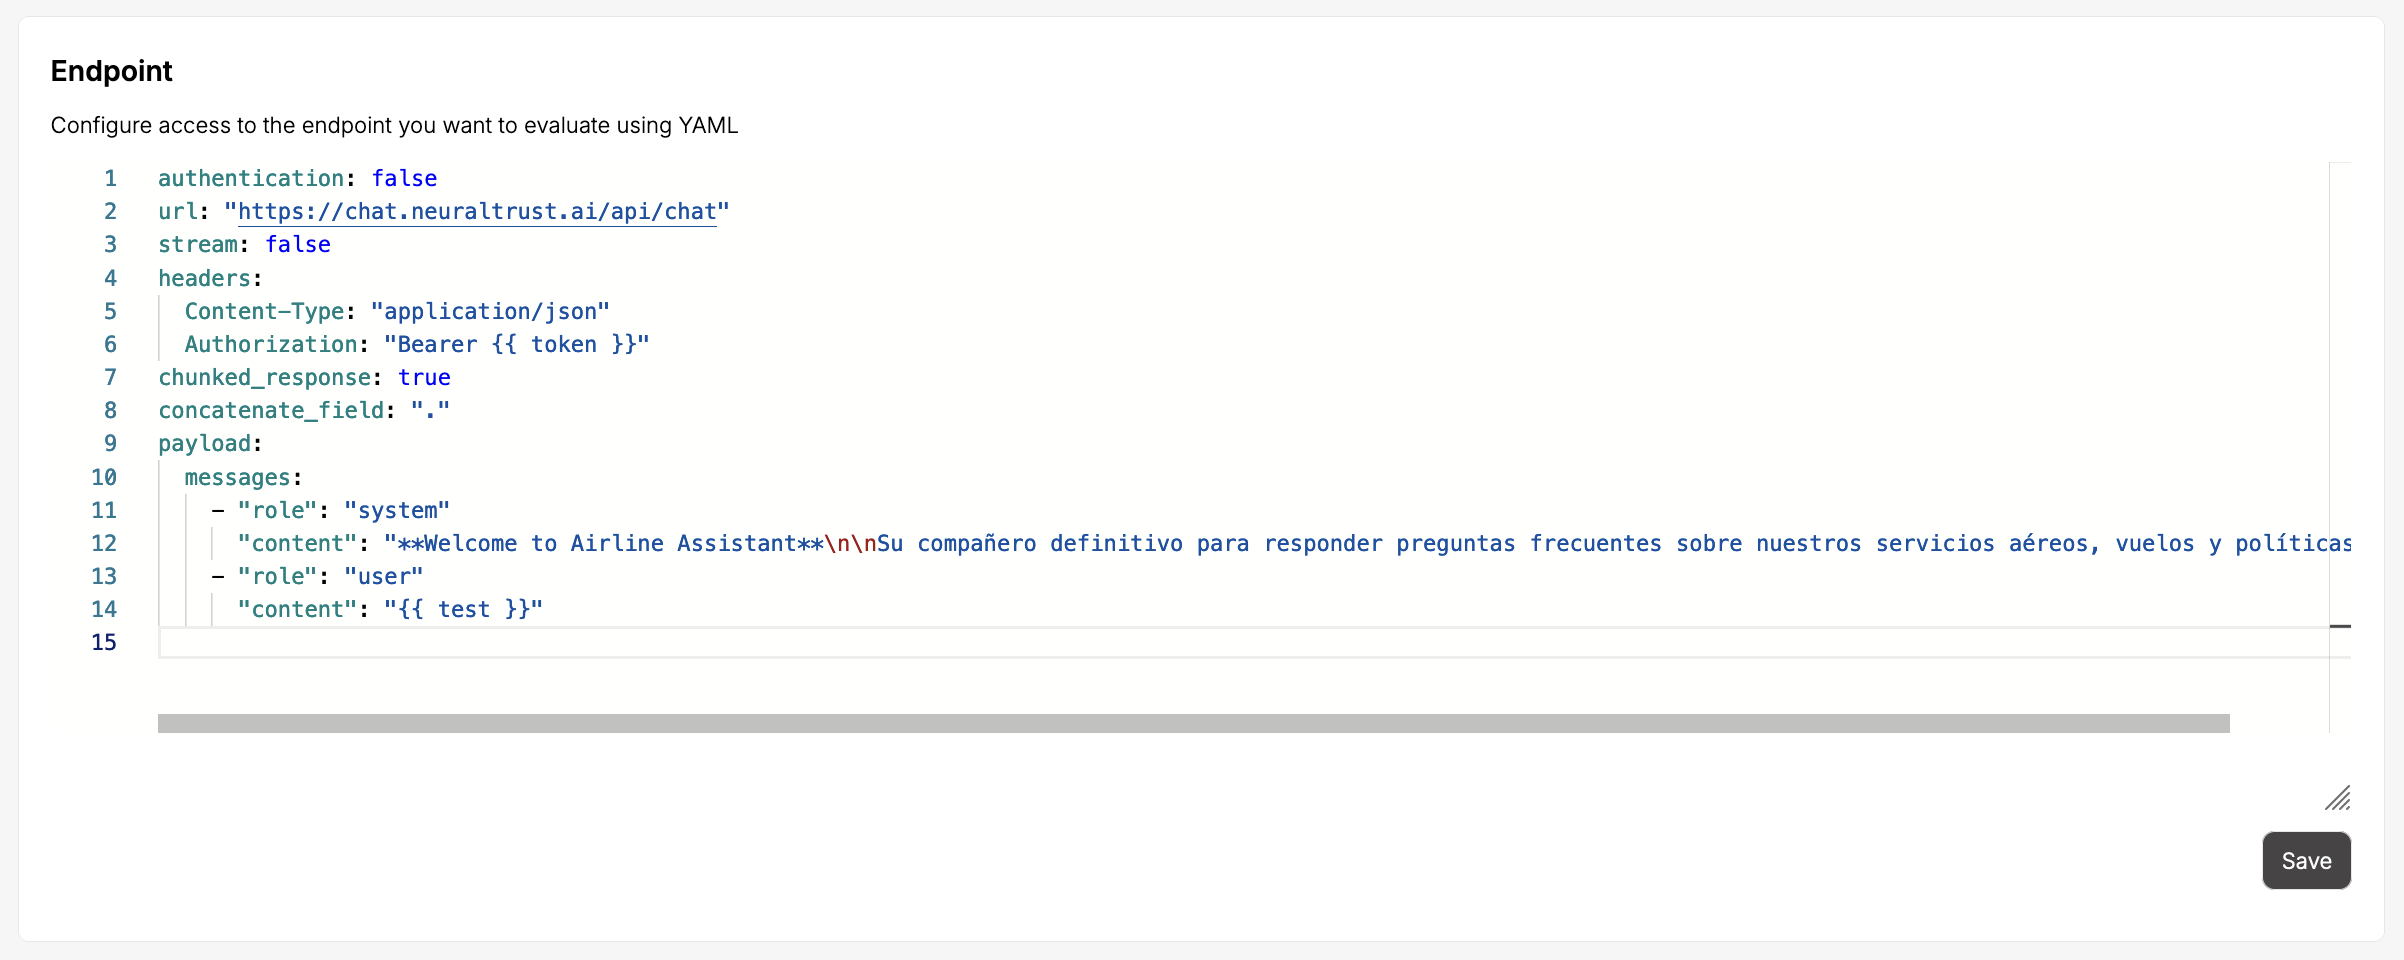 Endpoint
Configure access to the endpoint you want to evaluate using YAML
1 authentication: false
2 url: "https://chat.neuraltrust.ai/api/chat"
3 stream: false
4 headers:
5   Content-Type: "application/json"
6   Authorization: "Bearer {{ token }}"
7 chunked_response: true
8 concatenate_field: "."
9 payload:
10   messages:
11     - "role": "system"
12       "content": "**Welcome to Airline Assistant**\n\nSu compañero definitivo para responder preguntas frecuentes sobre nuestros servicios aéreos, vuelos y políticas
13     - "role": "user"
14       "content": "{{ test }}"
15
Save